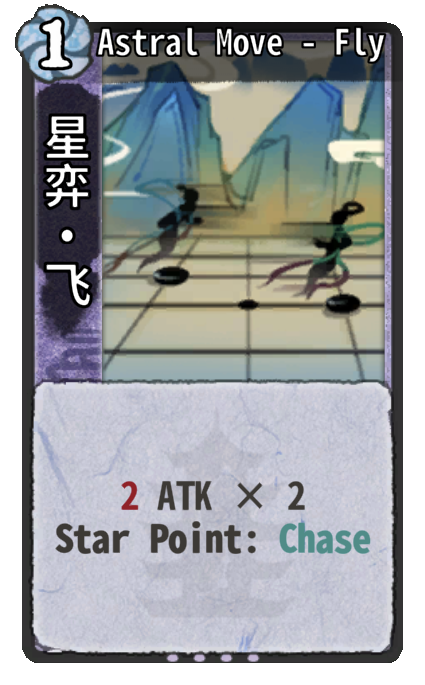 1
Astral Move - Fly
星弈·飞
2 ATK × 2
Star Point: Chase